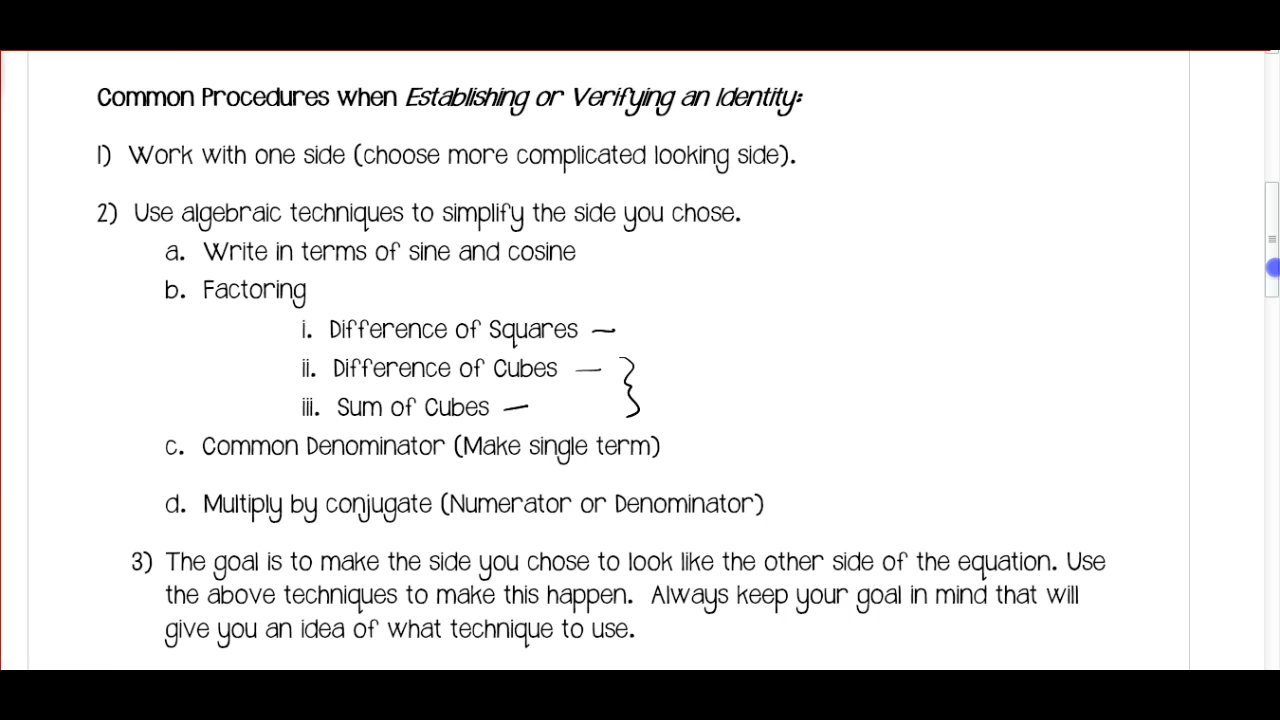 Common Procedures when Establishing or Verifying an Identity:
1) Work with one side (choose more complicated looking side).
2) Use algebraic techniques to simplify the side you chose.
a. Write in terms of sine and cosine
b. Factoring
i. Difference of Squares —
ii. Difference of Cubes —
iii. Sum of Cubes —
c. Common Denominator (Make single term)
d. Multiply by conjugate (Numerator or Denominator)
3) The goal is to make the side you chose to look like the other side of the equation. Use
the above techniques to make this happen. Always keep your goal in mind that will
give you an idea of what technique to use.